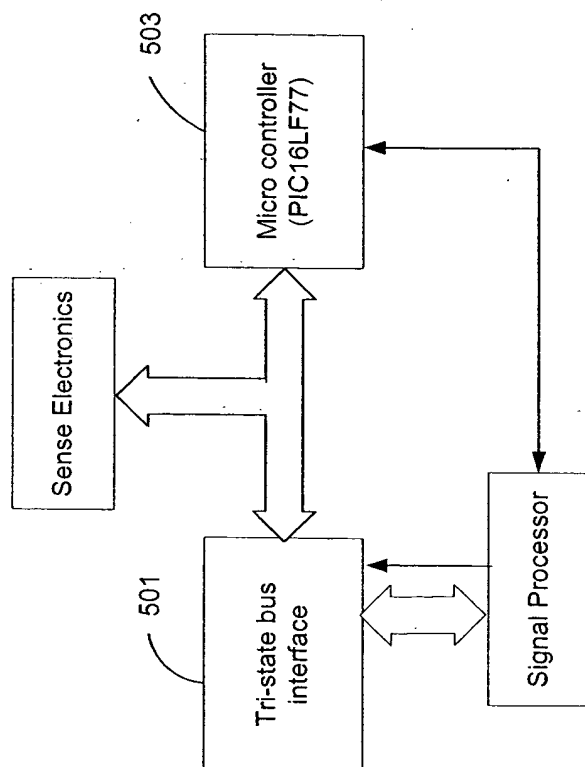 Sense Electronics
501
Tri-state bus
interface
503
Micro controller
(PIC16LF77)
Signal Processor